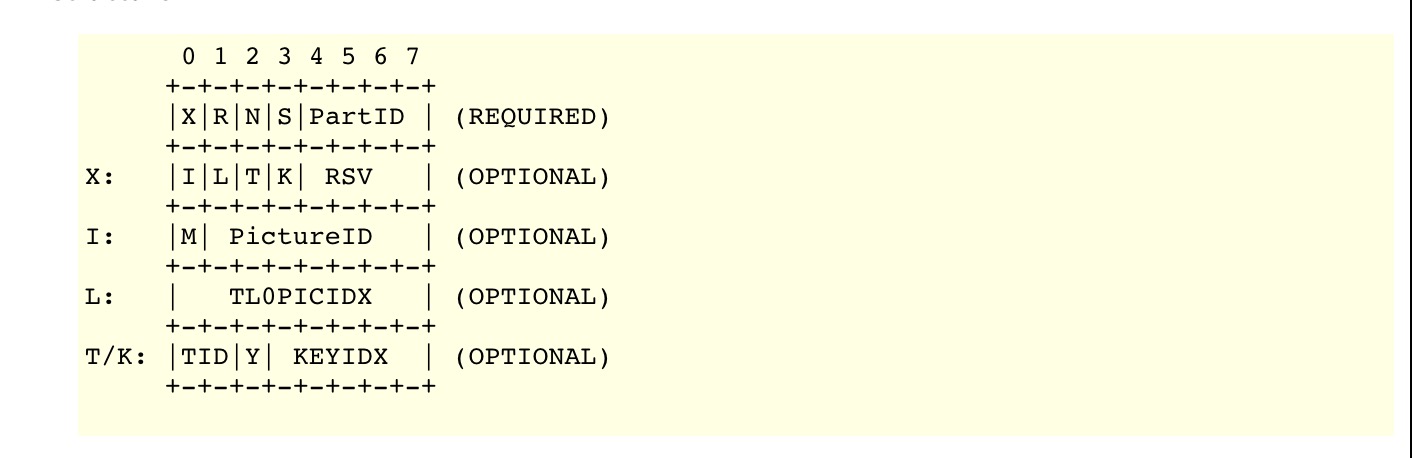 0 1 2 3 4 5 6 7
+-+-+-+-+-+-+-+-+
|X|R|N|S|PartID | (REQUIRED)
+-+-+-+-+-+-+-+-+
X: |I|L|T|K| RSV | (OPTIONAL)
+-+-+-+-+-+-+-+-+
I: |M| PictureID | (OPTIONAL)
+-+-+-+-+-+-+-+-+
L: | TL0PICIDX | (OPTIONAL)
+-+-+-+-+-+-+-+-+
T/K: |TID|Y| KEYIDX | (OPTIONAL)
+-+-+-+-+-+-+-+-+